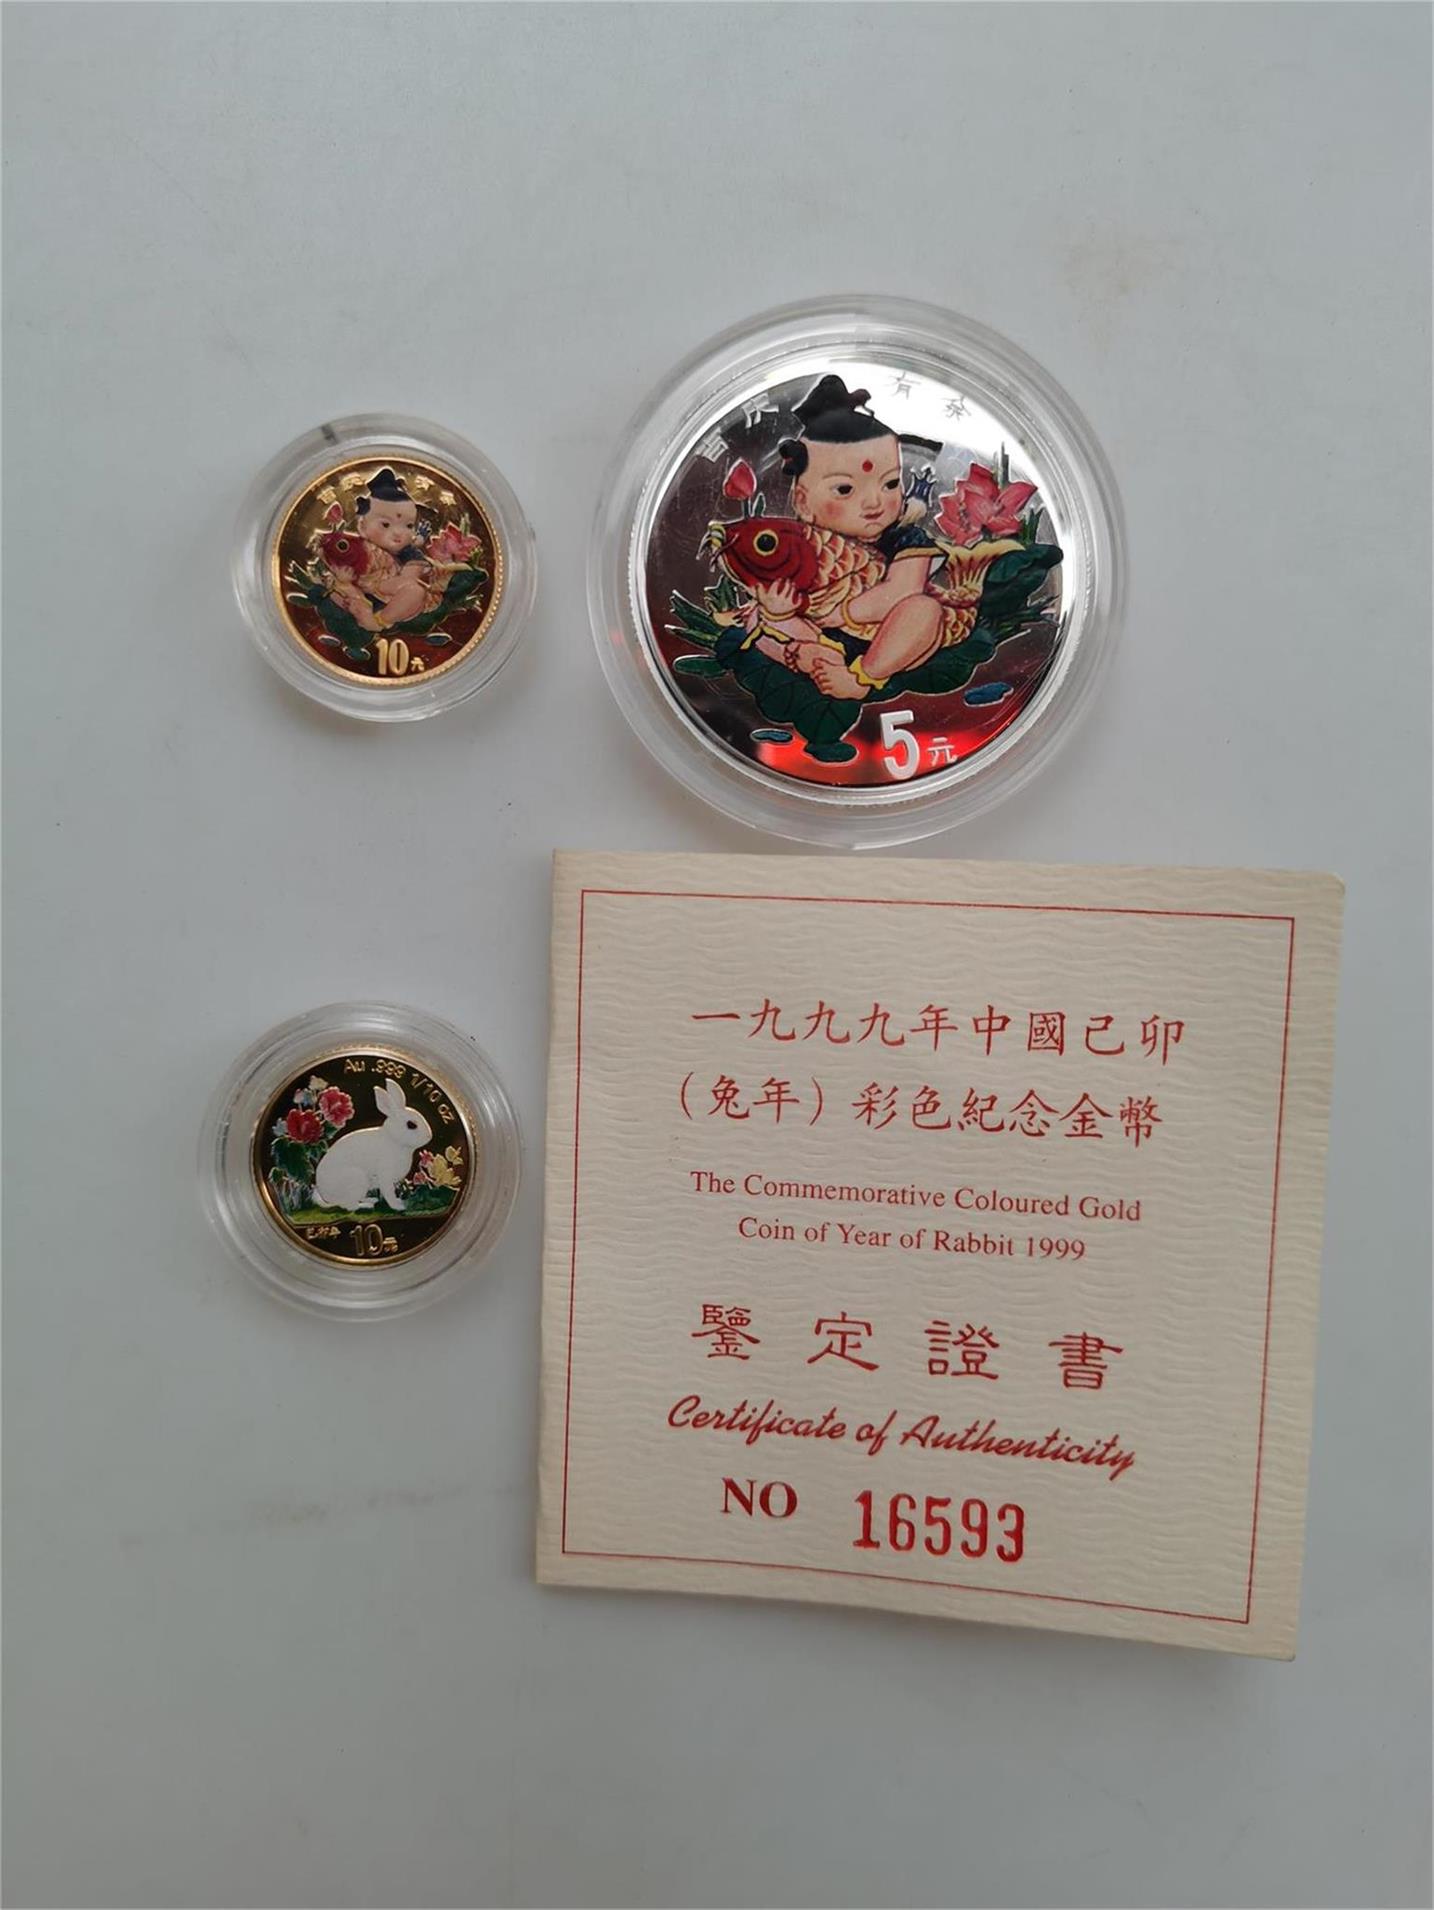 吉庆有余
10元
吉庆有余
5元
Au .999 1/10 oz
己卯年
10元
一九九九年中國己卯
（兔年）彩色紀念金幣
The Commemorative Coloured Gold
Coin of Year of Rabbit 1999
鑒定證書
Certificate of Authenticity
NO 16593